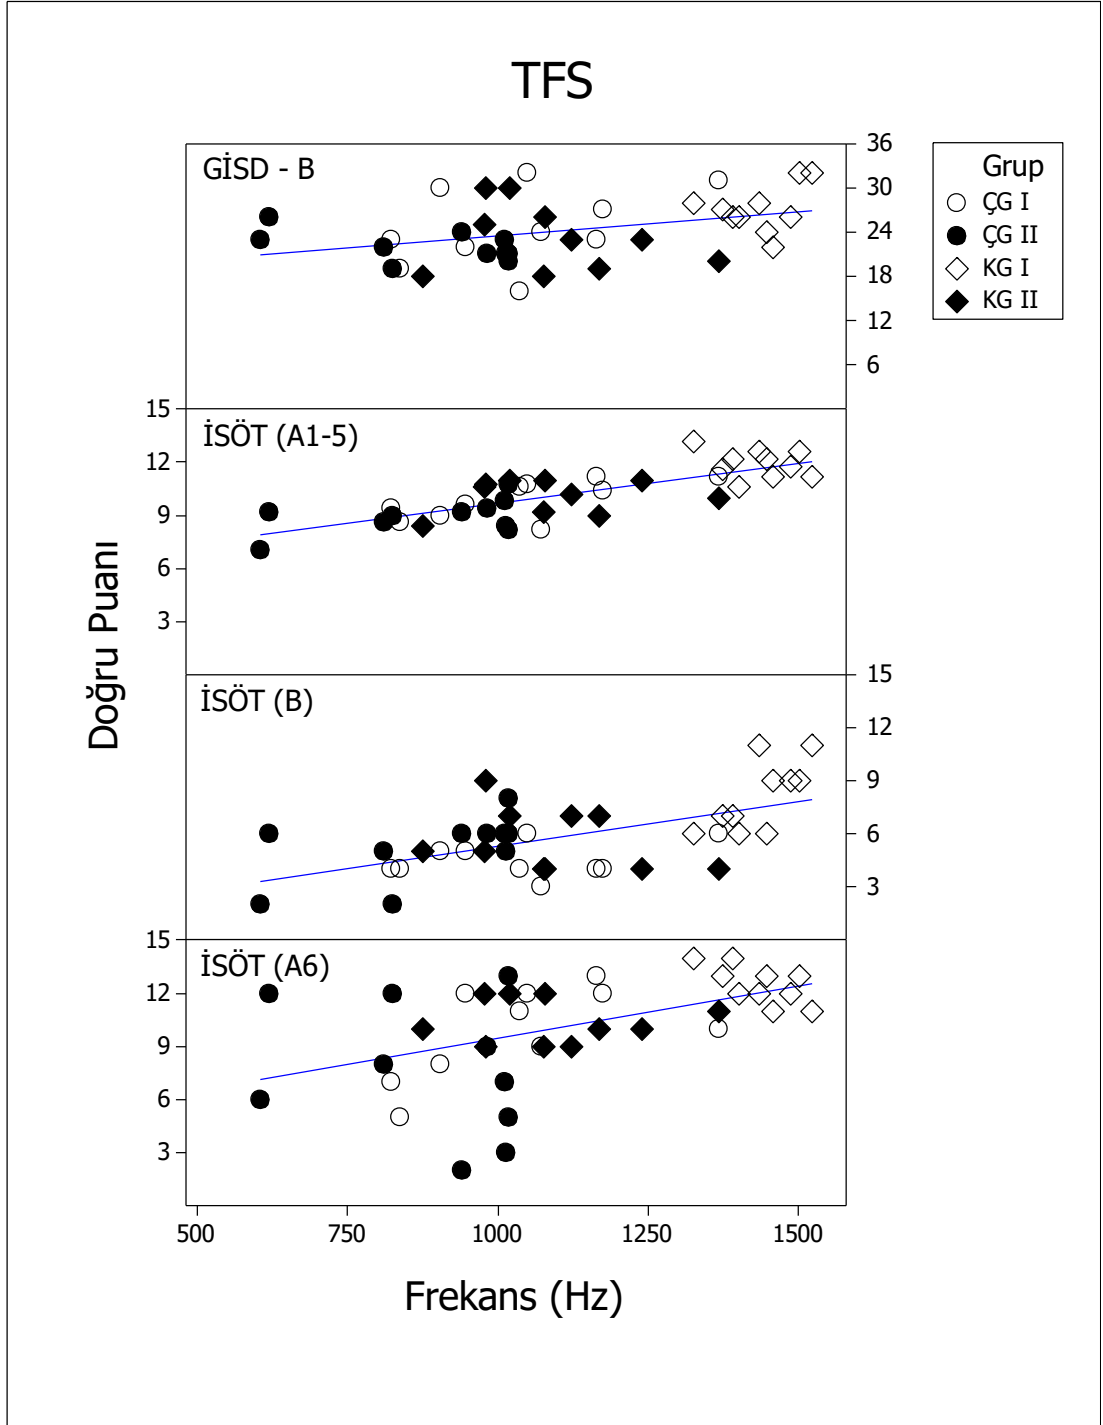 TFS
GİSD - B
36
30
24
18
12
6
Grup
ÇG I
ÇG II
KG I
KG II
İSÖT (A1-5)
15
12
9
6
3
Doğru Puanı
İSÖT (B)
15
12
9
6
3
İSÖT (A6)
15
12
9
6
3
500 750 1000 1250 1500
Frekans (Hz)